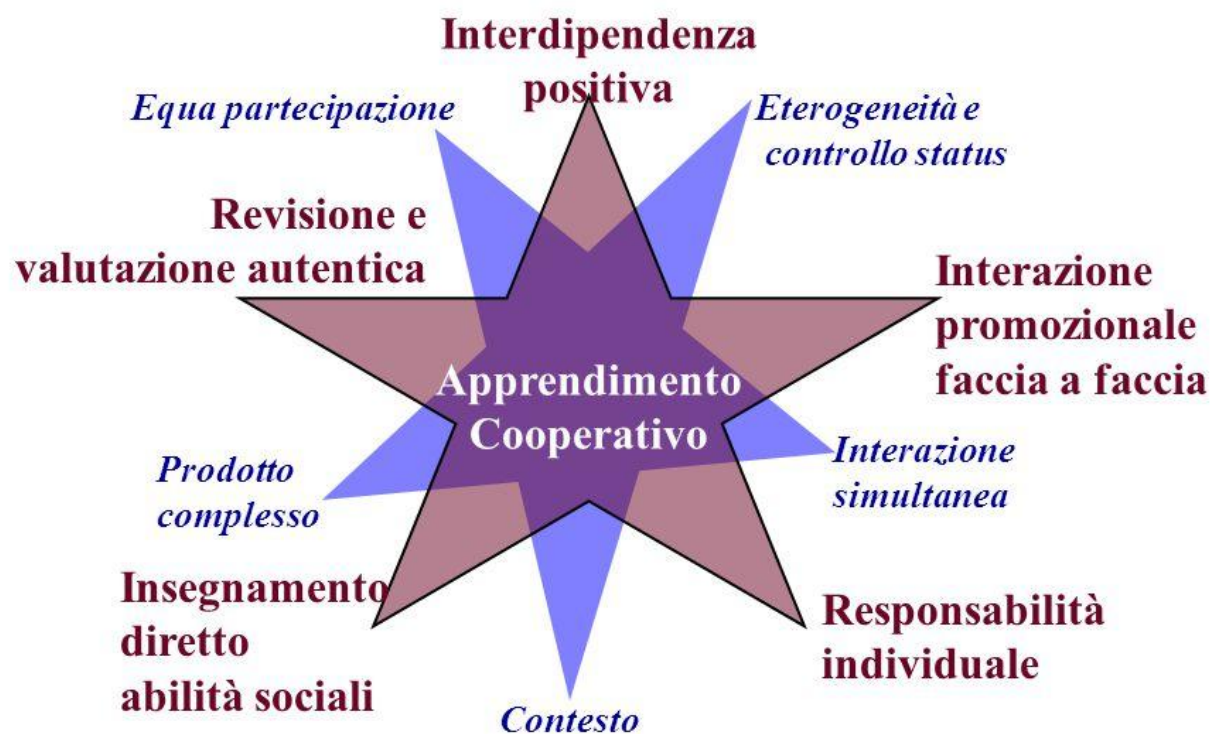 Interdipendenza
positiva
Equa partecipazione
Eterogeneità e
controllo status
Revisione e
valutazione autentica
Interazione
promozionale
faccia a faccia
Apprendimento
Cooperativo
Prodotto
complesso
Interazione
simultanea
Insegnamento
diretto
abilità sociali
Responsabilità
individuale
Contesto